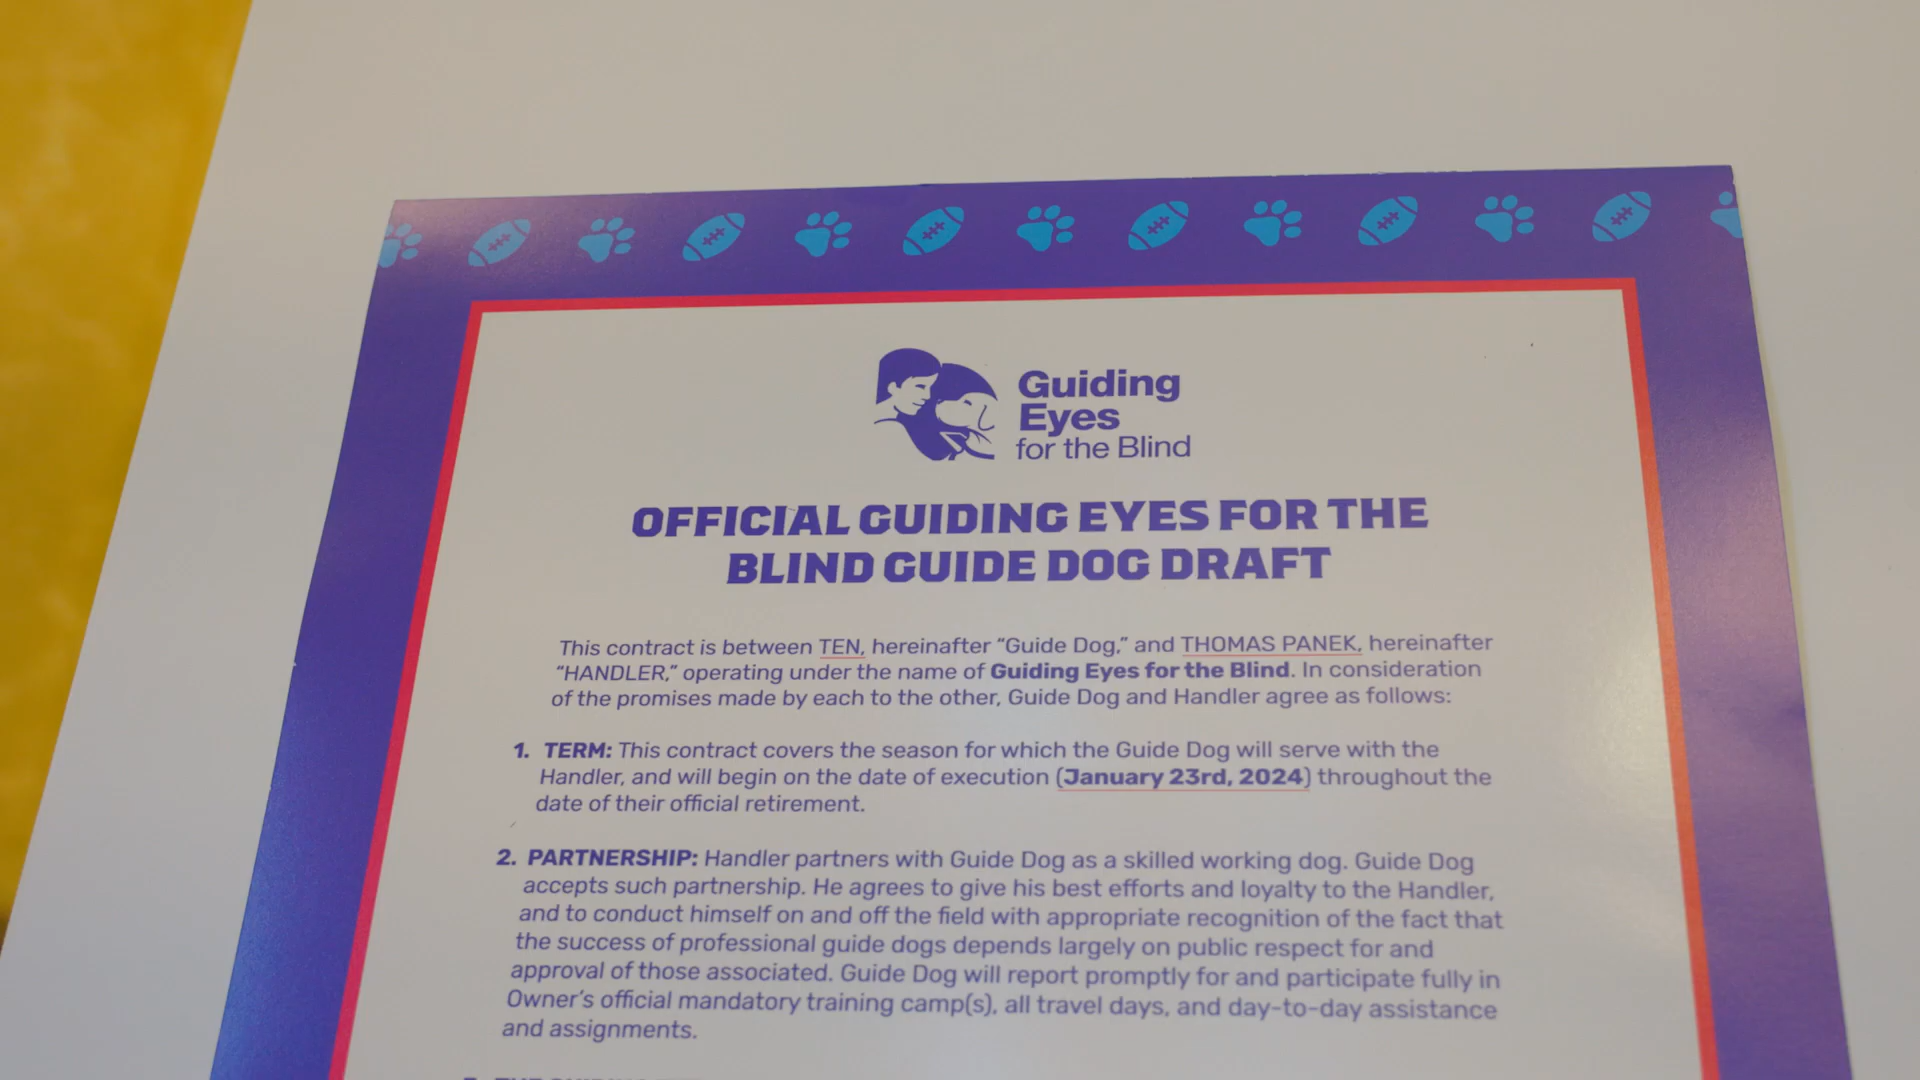 Guiding
Eyes
for the Blind
OFFICIAL GUIDING EYES FOR THE
BLIND GUIDE DOG DRAFT
This contract is between TEN, hereinafter “Guide Dog,” and THOMAS PANEK, hereinafter
“HANDLER,” operating under the name of Guiding Eyes for the Blind. In consideration
of the promises made by each to the other, Guide Dog and Handler agree as follows:
1. TERM: This contract covers the season for which the Guide Dog will serve with the
Handler, and will begin on the date of execution (January 23rd, 2024) throughout the
date of their official retirement.
2. PARTNERSHIP: Handler partners with Guide Dog as a skilled working dog. Guide Dog
accepts such partnership. He agrees to give his best efforts and loyalty to the Handler,
and to conduct himself on and off the field with appropriate recognition of the fact that
the success of professional guide dogs depends largely on public respect for and
approval of those associated. Guide Dog will report promptly for and participate fully in
Owner’s official mandatory training camp(s), all travel days, and day-to-day assistance
and assignments.